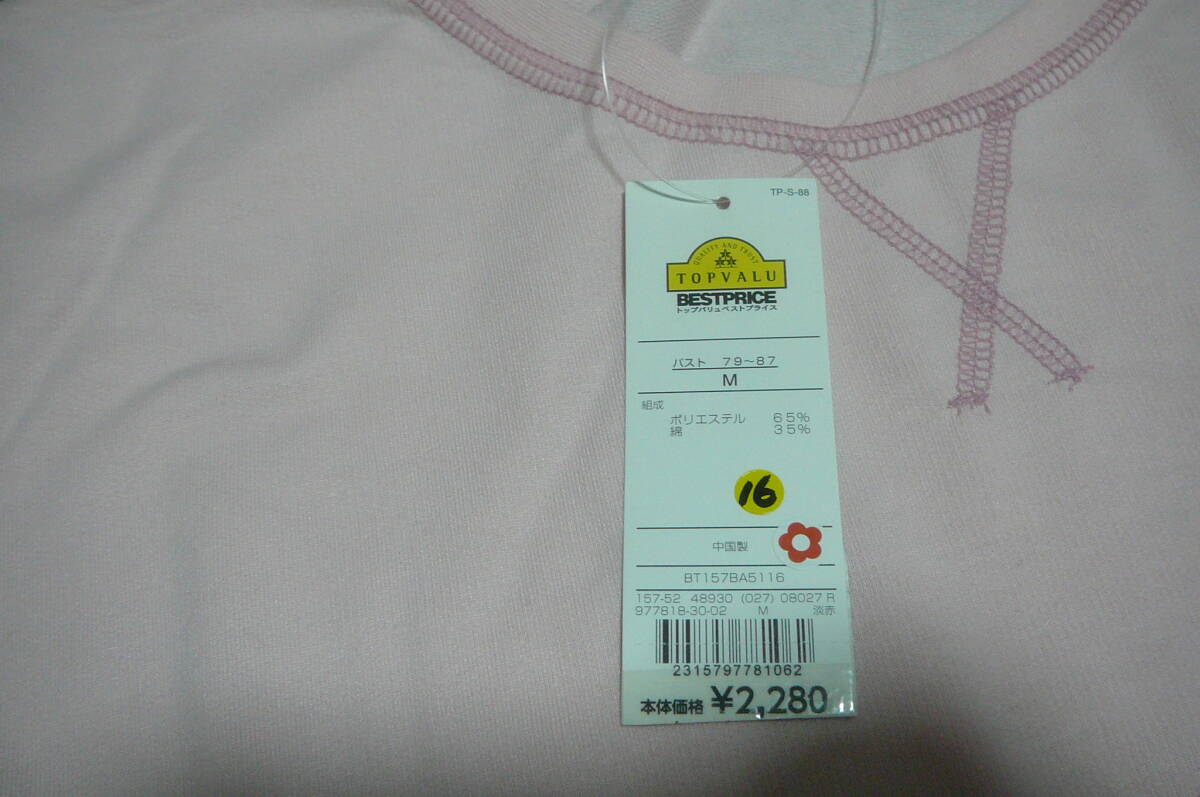 TP-S-88
QUALITY AND TRUST
TOPVALU
BESTPRICE
トップバリュベストプライス
バスト 79～87
M
組成
ポリエステル 65%
綿 35%
16
中国製
BT157BA5116
157-52 48930 (027) 08027 R
977818-30-02 M 淡赤
2315797781062
本体価格 ¥2,280